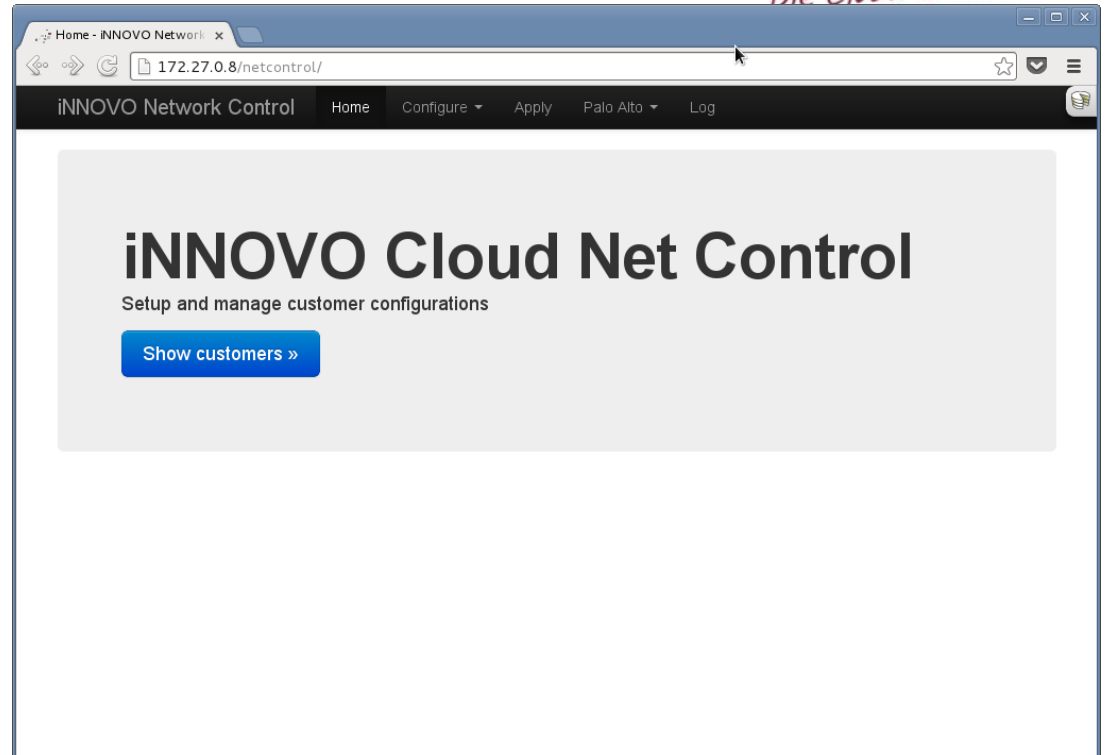 Die
Home - iNNOVO Network
172.27.0.8/netcontrol/
iNNOVO Network Control Home Configure Apply Palo Alto Log
iNNOVO Cloud Net Control
Setup and manage customer configurations
Show customers »